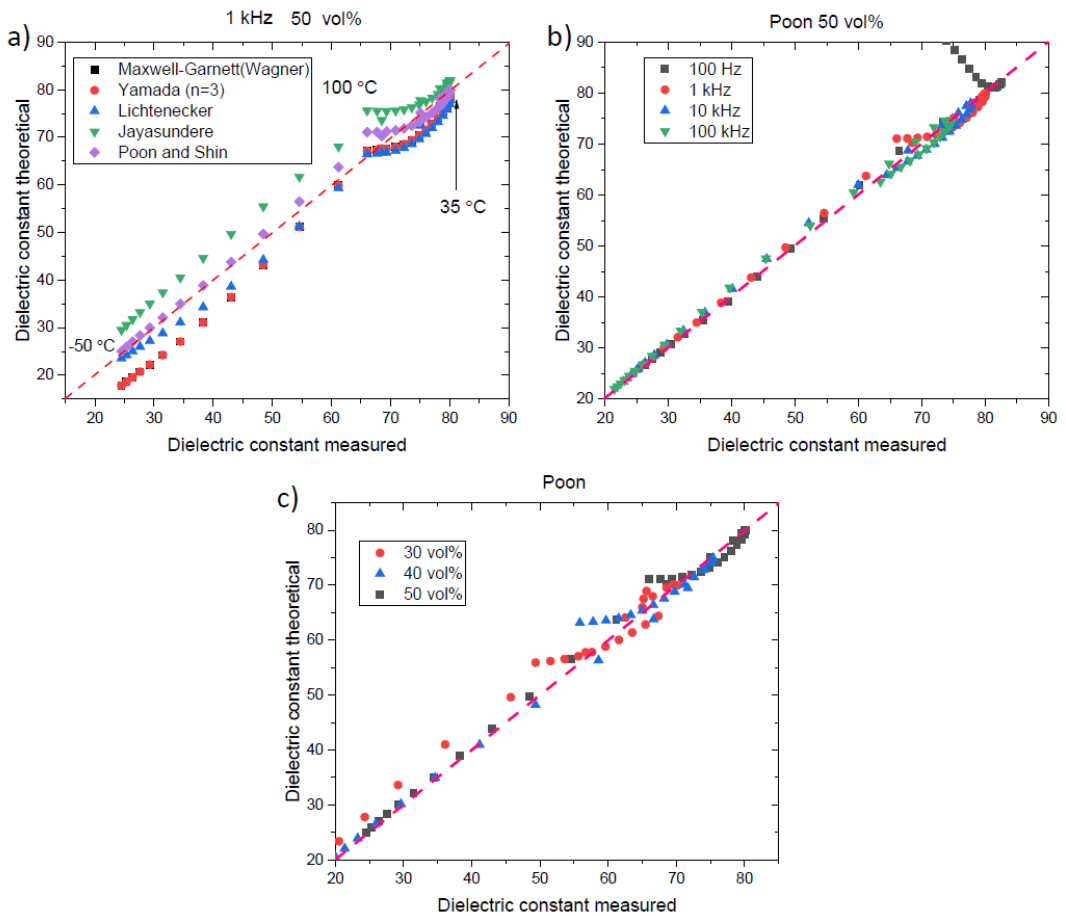 a)
1 kHz 50 vol%
Dielectric constant theoretical
90
80
70
60
50
40
30
20
Maxwell-Garnett(Wagner)
Yamada (n=3)
Lichtenecker
Jayasundere
Poon and Shin
100 °C
35 °C
-50 °C
20 30 40 50 60 70 80 90
Dielectric constant measured
b)
Poon 50 vol%
Dielectric constant theoretical
90
80
70
60
50
40
30
20
100 Hz
1 kHz
10 kHz
100 kHz
20 30 40 50 60 70 80 90
Dielectric constant measured
c)
Poon
Dielectric constant theoretical
80
70
60
50
40
30
20
30 vol%
40 vol%
50 vol%
20 30 40 50 60 70 80
Dielectric constant measured